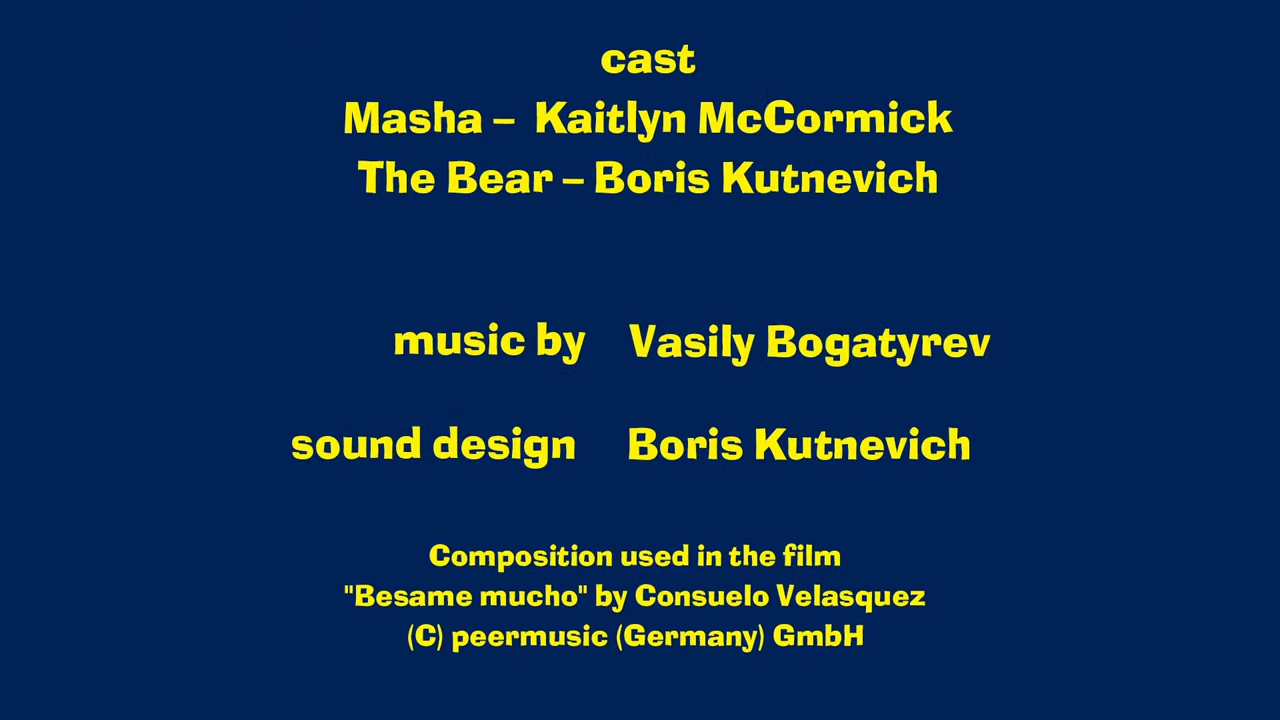 cast
Masha – Kaitlyn McCormick
The Bear – Boris Kutnevich
music by Vasily Bogatyrev
sound design Boris Kutnevich
Composition used in the film
"Besame mucho" by Consuelo Velasquez
(C) peermusic (Germany) GmbH